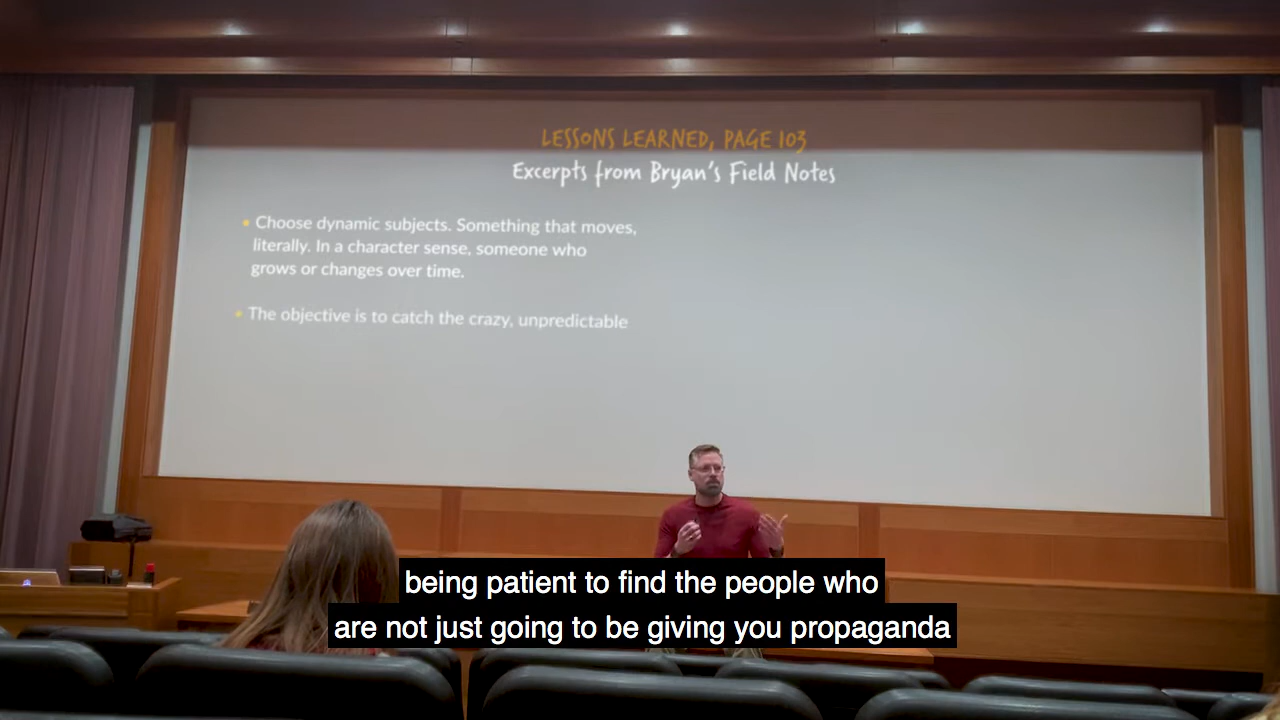 LESSONS LEARNED, PAGE 103
Excerpts from Bryan's Field Notes
• Choose dynamic subjects. Something that moves,
literally. In a character sense, someone who
grows or changes over time.
• The objective is to catch the crazy, unpredictable
being patient to find the people who
are not just going to be giving you propaganda